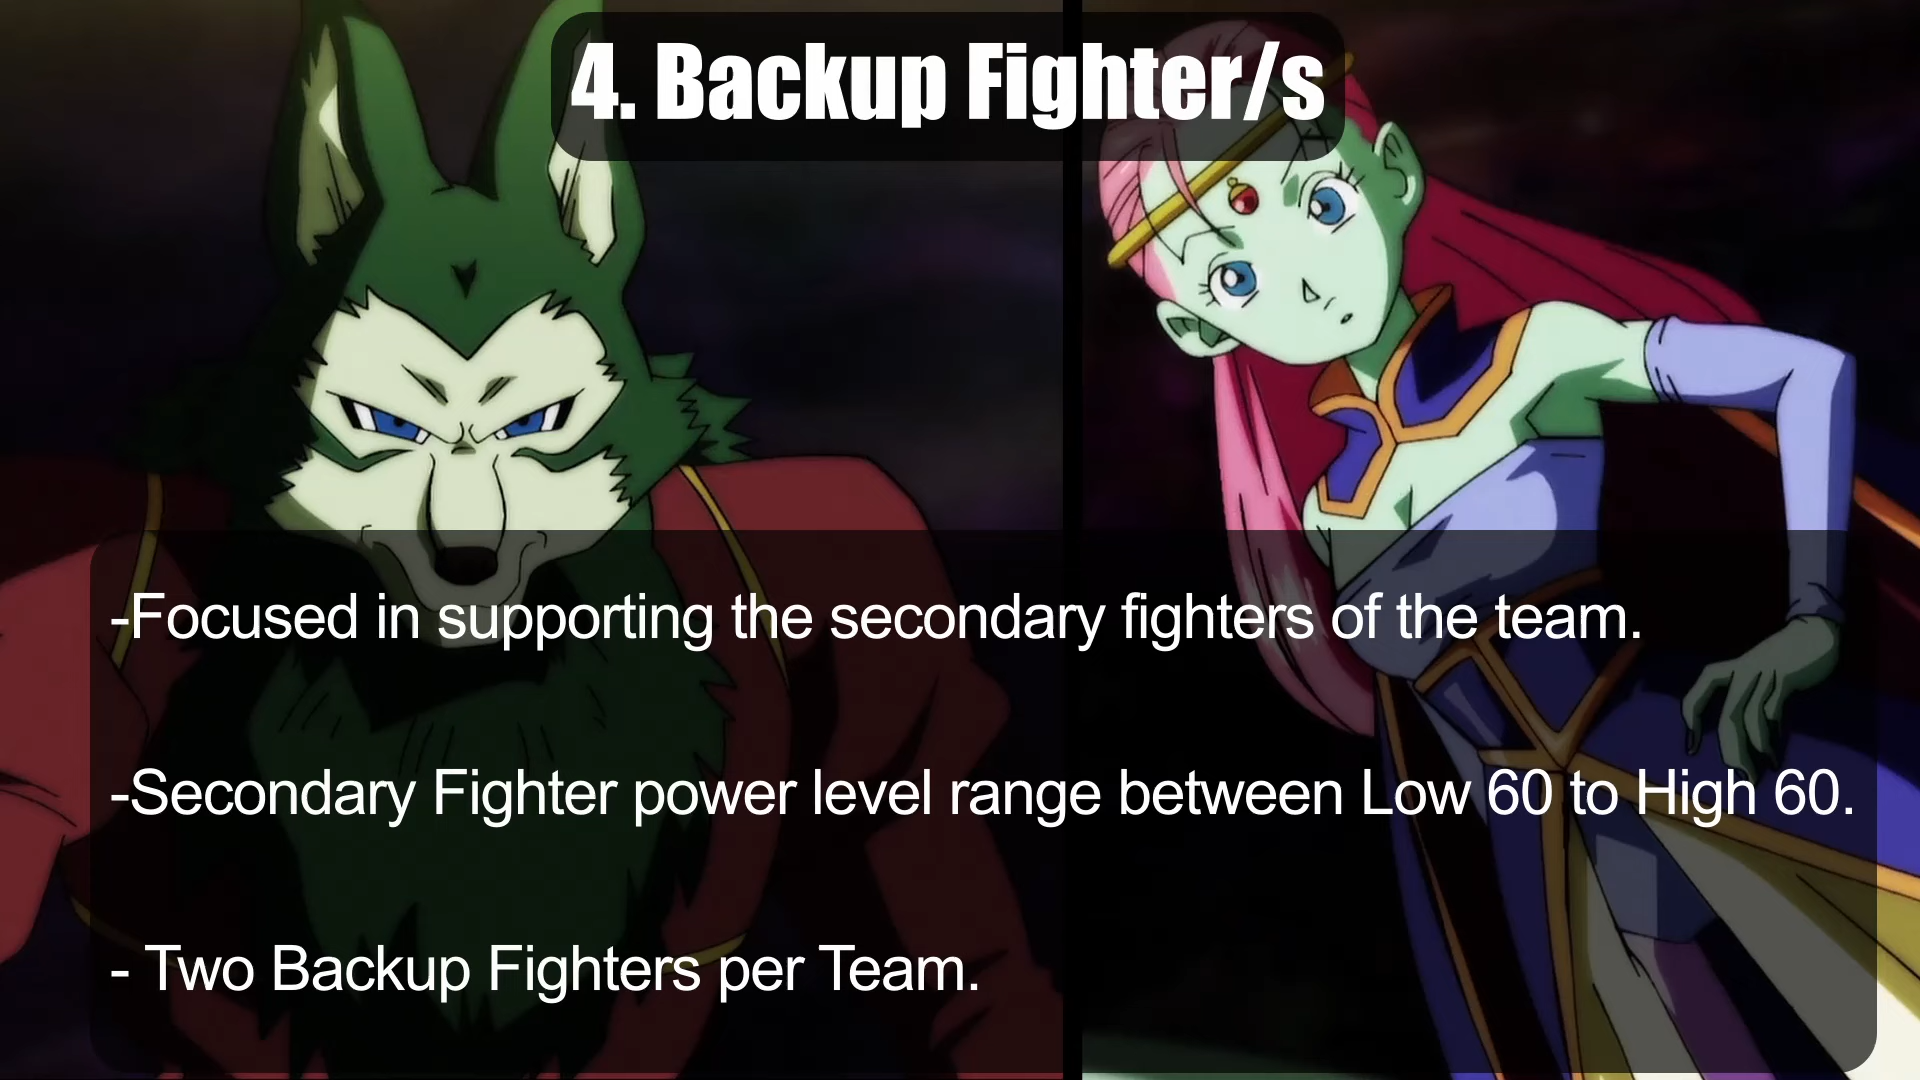 4. Backup Fighter/s
-Focused in supporting the secondary fighters of the team.
-Secondary Fighter power level range between Low 60 to High 60.
- Two Backup Fighters per Team.